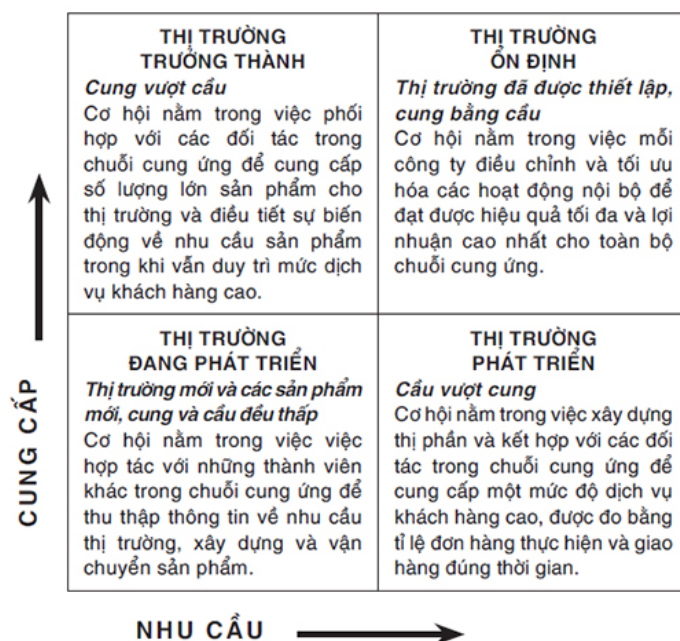 THỊ TRƯỜNG
TRƯỞNG THÀNH
Cung vượt cầu
Cơ hội nằm trong việc phối
hợp với các đối tác trong
chuỗi cung ứng để cung cấp
số lượng lớn sản phẩm cho
thị trường và điều tiết sự biến
động về nhu cầu sản phẩm
trong khi vẫn duy trì mức dịch
vụ khách hàng cao.
THỊ TRƯỜNG
ỔN ĐỊNH
Thị trường đã được thiết lập,
cung bằng cầu
Cơ hội nằm trong việc mỗi
công ty điều chỉnh và tối ưu
hóa các hoạt động nội bộ để
đạt được hiệu quả tối đa và lợi
nhuận cao nhất cho toàn bộ
chuỗi cung ứng.
THỊ TRƯỜNG
ĐANG PHÁT TRIỂN
Thị trường mới và các sản phẩm
mới, cung và cầu đều thấp
Cơ hội nằm trong việc việc
hợp tác với những thành viên
khác trong chuỗi cung ứng để
thu thập thông tin về nhu cầu
thị trường, xây dựng và vận
chuyển sản phẩm.
THỊ TRƯỜNG
PHÁT TRIỂN
Cầu vượt cung
Cơ hội nằm trong việc xây dựng
thị phần và kết hợp với các đối
tác trong chuỗi cung ứng để
cung cấp một mức độ dịch vụ
khách hàng cao, được đo bằng
tỉ lệ đơn hàng thực hiện và giao
hàng đúng thời gian.
CUNG CẤP
NHU CẦU